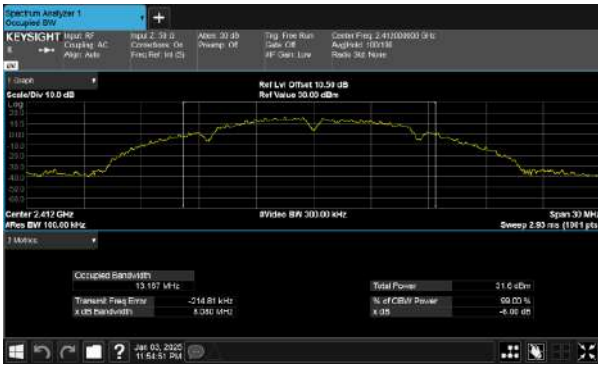 Spectrum Analyzer 1
Occupied BW
+
KEYSIGHT
Input: RF
Coupling: AC
Align: Auto
Input Z: 50 Ω
Corrections: On
Freq Ref: Int (S)
Atten: 30 dB
Preamp: Off
Trig: Free Run
Gate: Off
#IF Gain: Low
Center Freq: 2.412000000 GHz
Avg|Hold: 100/100
Radio Std: None
1 Graph
Scale/Div 10.0 dB
Ref Lvl Offset 10.50 dB
Ref Value 30.00 dBm
Log
Center 2.412 GHz
#Res BW 100.00 kHz
#Video BW 300.00 kHz
Span 30 MHz
Sweep 2.93 ms (1001 pts)
2 Metrics
Occupied Bandwidth
13.187 MHz
Total Power
31.6 dBm
Transmit Freq Error
-214.81 kHz
% of OBW Power
99.00 %
x dB Bandwidth
8.080 MHz
x dB
-6.00 dB
?
Jan 03, 2025
11:54:51 PM